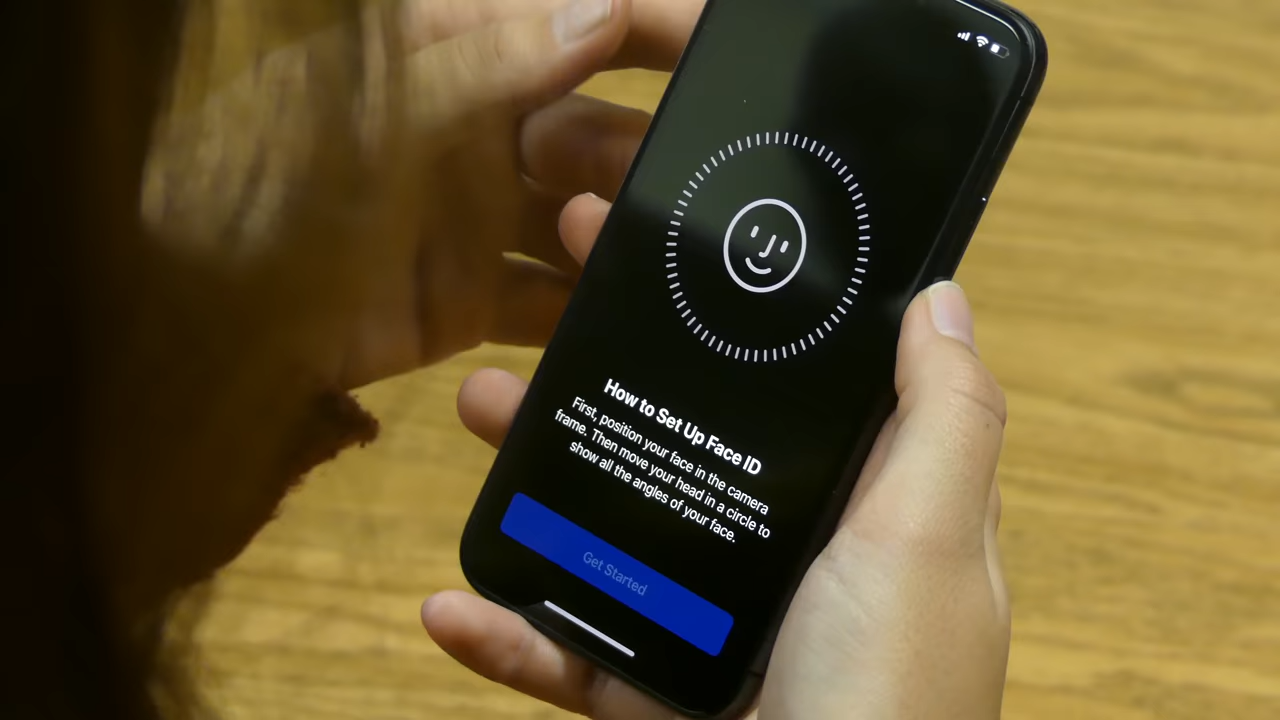 How to Set Up Face ID
First, position your face in the camera
frame. Then move your head in a circle to
show all the angles of your face.
Get Started